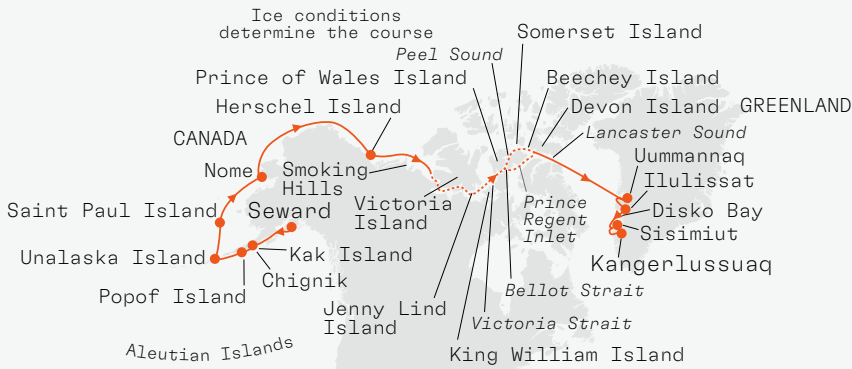 Ice conditions
determine the course
Somerset Island
Peel Sound
Prince of Wales Island
Beechey Island
Herschel Island
Devon Island
GREENLAND
CANADA
Lancaster Sound
Uummannaq
Nome
Smoking
Hills
Ilulissat
Victoria
Island
Prince
Regent
Inlet
Saint Paul Island
Seward
Disko Bay
Sisimiut
Unalaska Island
Kak Island
Kangerlussuaq
Chignik
Popof Island
Bellot Strait
Jenny Lind
Island
Victoria Strait
Aleutian Islands
King William Island